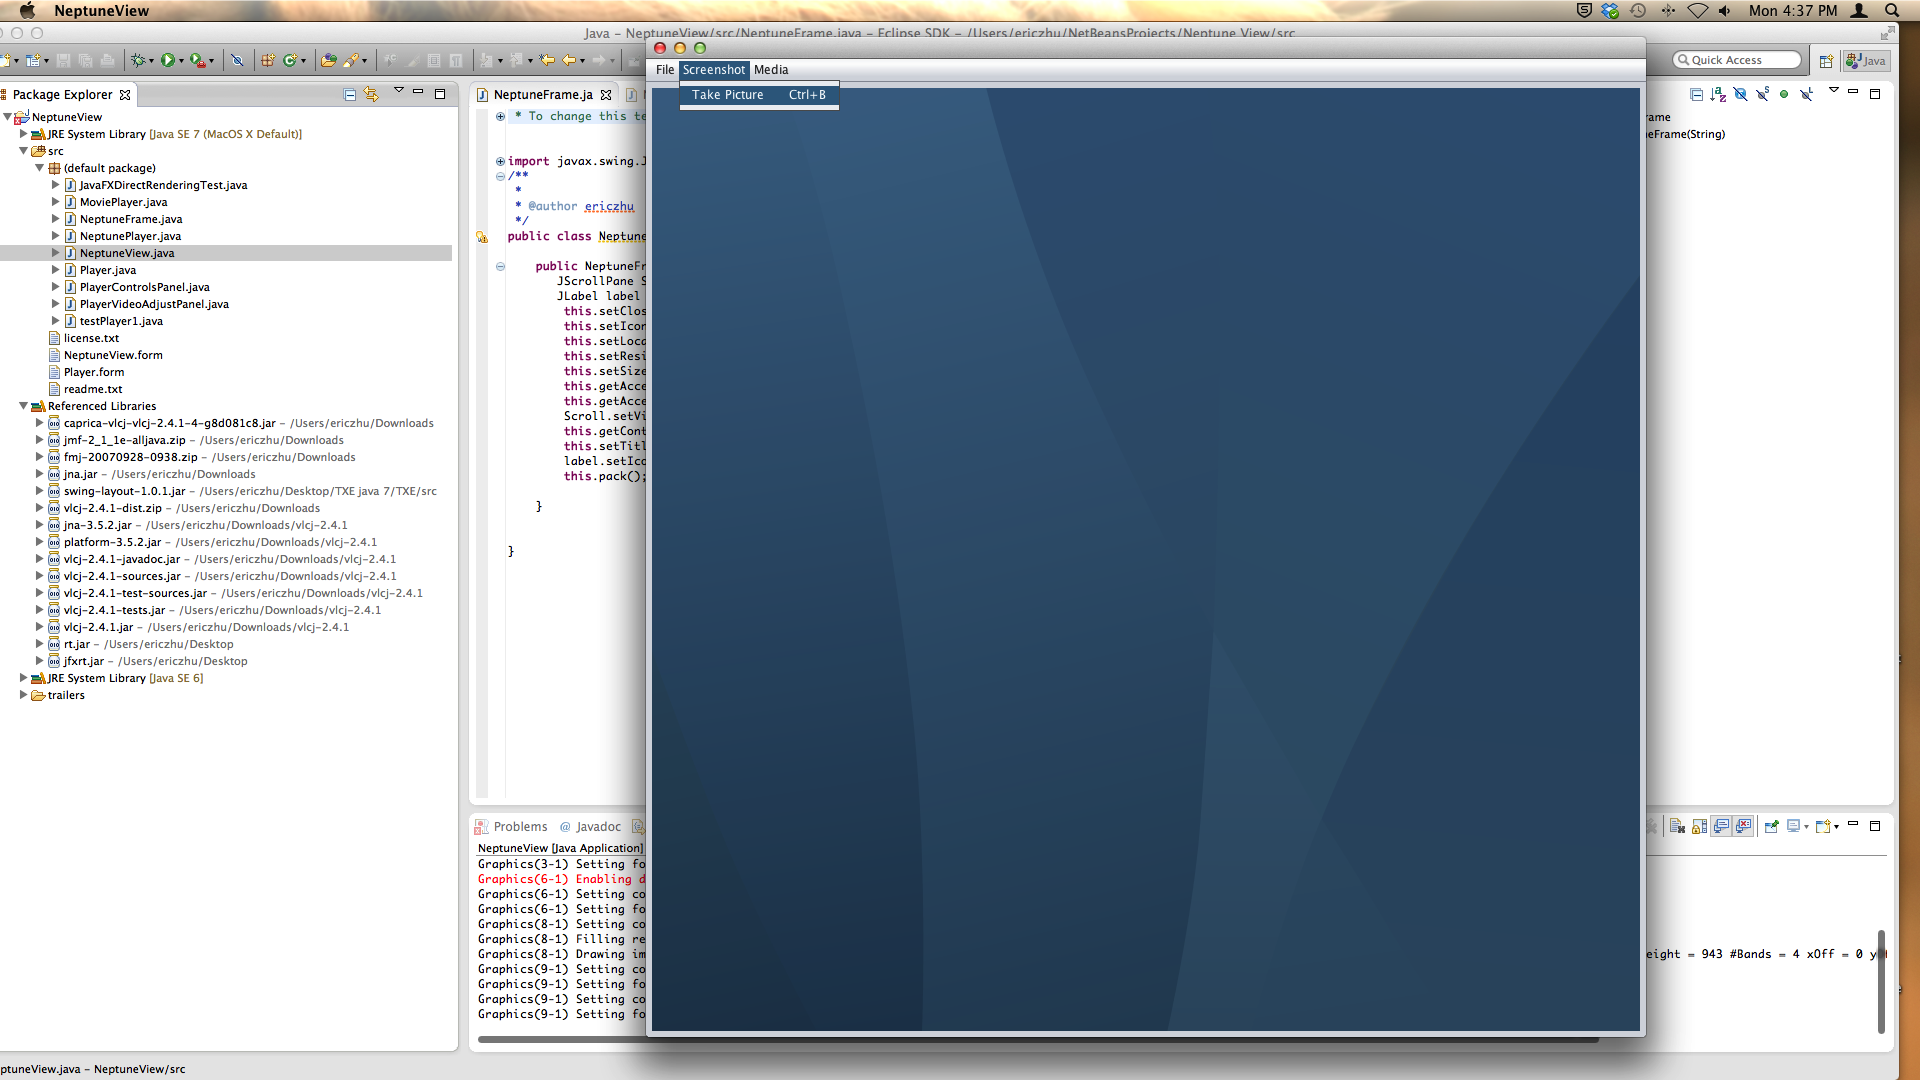 NeptuneView
Mon 4:37 PM
Java – NeptuneView/src/NeptuneFrame.java – Eclipse SDK – /Users/ericzhu/NetBeansProjects/Neptune View/src
Quick Access
Java
Package Explorer
NeptuneView
JRE System Library [Java SE 7 (MacOS X Default)]
src
(default package)
JavaFXDirectRenderingTest.java
MoviePlayer.java
NeptuneFrame.java
NeptunePlayer.java
NeptuneView.java
Player.java
PlayerControlsPanel.java
PlayerVideoAdjustPanel.java
testPlayer1.java
license.txt
NeptuneView.form
Player.form
readme.txt
Referenced Libraries
caprica-vlcj-vlcj-2.4.1-4-g8d081c8.jar – /Users/ericzhu/Downloads
jmf-2_1_1e-alljava.zip – /Users/ericzhu/Downloads
fmj-20070928-0938.zip – /Users/ericzhu/Downloads
jna.jar – /Users/ericzhu/Downloads
swing-layout-1.0.1.jar – /Users/ericzhu/Desktop/TXE java 7/TXE/src
vlcj-2.4.1-dist.zip – /Users/ericzhu/Downloads
jna-3.5.2.jar – /Users/ericzhu/Downloads/vlcj-2.4.1
platform-3.5.2.jar – /Users/ericzhu/Downloads/vlcj-2.4.1
vlcj-2.4.1-javadoc.jar – /Users/ericzhu/Downloads/vlcj-2.4.1
vlcj-2.4.1-sources.jar – /Users/ericzhu/Downloads/vlcj-2.4.1
vlcj-2.4.1-test-sources.jar – /Users/ericzhu/Downloads/vlcj-2.4.1
vlcj-2.4.1-tests.jar – /Users/ericzhu/Downloads/vlcj-2.4.1
vlcj-2.4.1.jar – /Users/ericzhu/Downloads/vlcj-2.4.1
rt.jar – /Users/ericzhu/Desktop
jfxrt.jar – /Users/ericzhu/Desktop
JRE System Library [Java SE 6]
trailers
NeptuneFrame.ja
* To change this te
import javax.swing.J
/**
*
* @author ericzhu
*/
public class Neptune
public NeptuneFr
JScrollPane S
JLabel label
this.setClos
this.setIcon
this.setLoca
this.setResi
this.setSize
this.getAcce
this.getAcce
Scroll.setVi
this.getCont
this.setTitl
label.setIco
this.pack();
}
}
File Screenshot Media
Take Picture Ctrl+B
rame
eFrame(String)
Problems @ Javadoc
NeptuneView [Java Application]
Graphics(3-1) Setting fo
Graphics(6-1) Enabling d
Graphics(6-1) Setting co
Graphics(6-1) Setting fo
Graphics(8-1) Setting co
Graphics(8-1) Filling re
Graphics(8-1) Drawing im
Graphics(9-1) Setting co
Graphics(9-1) Setting fo
Graphics(9-1) Setting co
Graphics(9-1) Setting fo
eight = 943 #Bands = 4 xOff = 0 y
ptuneView.java – NeptuneView/src